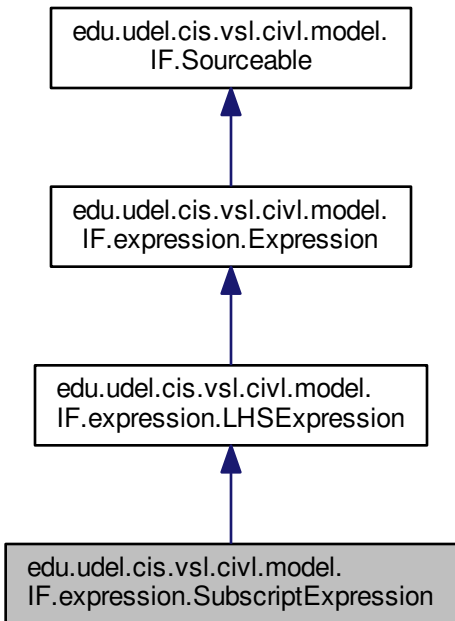 edu.udel.cis.vsl.civl.model.
IF.Sourceable
edu.udel.cis.vsl.civl.model.
IF.expression.Expression
edu.udel.cis.vsl.civl.model.
IF.expression.LHSExpression
edu.udel.cis.vsl.civl.model.
IF.expression.SubscriptExpression